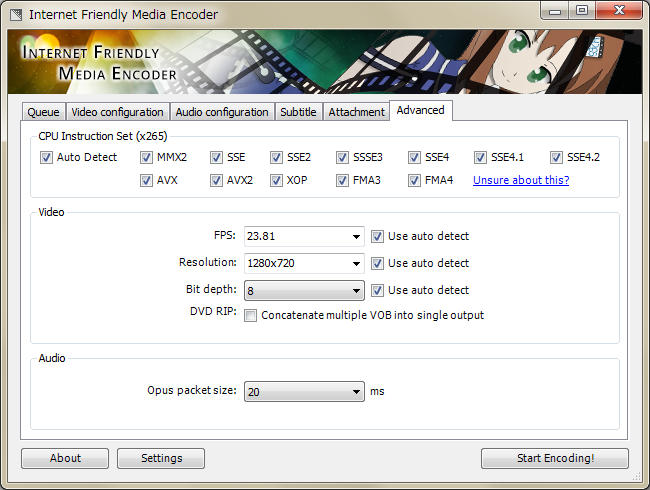 Internet Friendly Media Encoder
INTERNET FRIENDLY
MEDIA ENCODER
Queue Video configuration Audio configuration Subtitle Attachment Advanced
CPU Instruction Set (x265)
Auto Detect MMX2 SSE SSE2 SSSE3 SSE4 SSE4.1 SSE4.2
AVX AVX2 XOP FMA3 FMA4 Unsure about this?
Video
FPS: 23.81 Use auto detect
Resolution: 1280x720 Use auto detect
Bit depth: 8 Use auto detect
DVD RIP: Concatenate multiple VOB into single output
Audio
Opus packet size: 20 ms
About Settings Start Encoding!